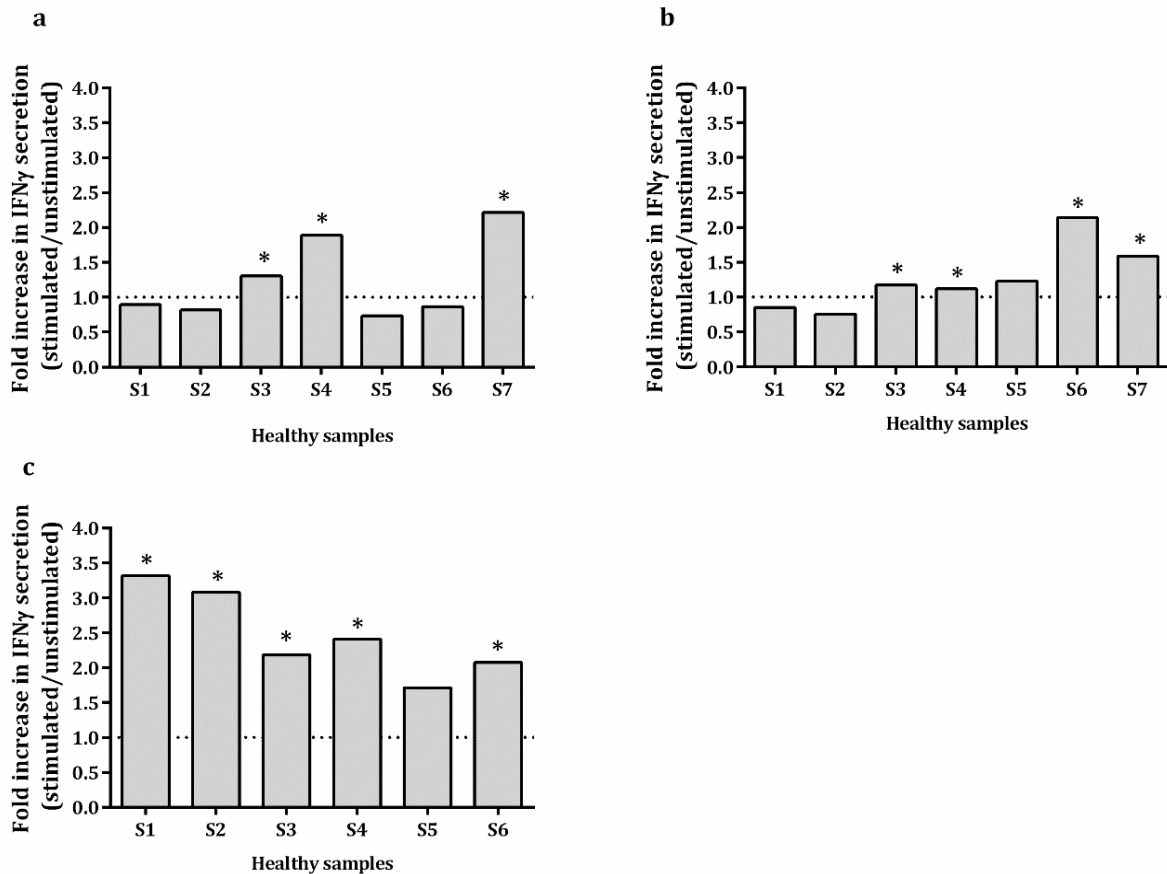 a
Fold increase in IFNγ secretion
(stimulated/unstimulated)
4.0
3.5
3.0
2.5
2.0
1.5
1.0
0.5
0.0
*
*
*
S1 S2 S3 S4 S5 S6 S7
Healthy samples
b
Fold increase in IFNγ secretion
(stimulated/unstimulated)
4.0
3.5
3.0
2.5
2.0
1.5
1.0
0.5
0.0
*
*
*
*
S1 S2 S3 S4 S5 S6 S7
Healthy samples
c
Fold increase in IFNγ secretion
(stimulated/unstimulated)
4.0
3.5
3.0
2.5
2.0
1.5
1.0
0.5
0.0
*
*
*
*
*
S1 S2 S3 S4 S5 S6
Healthy samples